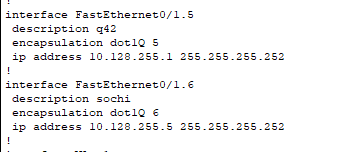 !
interface FastEthernet0/1.5
description q42
encapsulation dot1Q 5
ip address 10.128.255.1 255.255.255.252
!
interface FastEthernet0/1.6
description sochi
encapsulation dot1Q 6
ip address 10.128.255.5 255.255.255.252
!